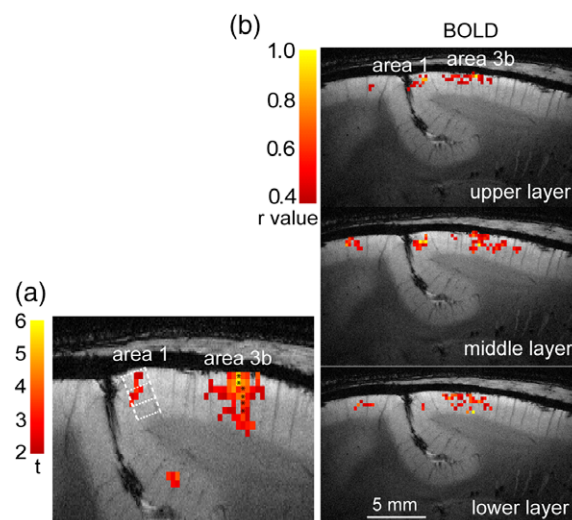 (b)
BOLD
1.0
0.8
0.6
0.4
r value
area 1
area 3b
upper layer
middle layer
lower layer
5 mm
(a)
6
5
4
3
2
t
area 1
area 3b